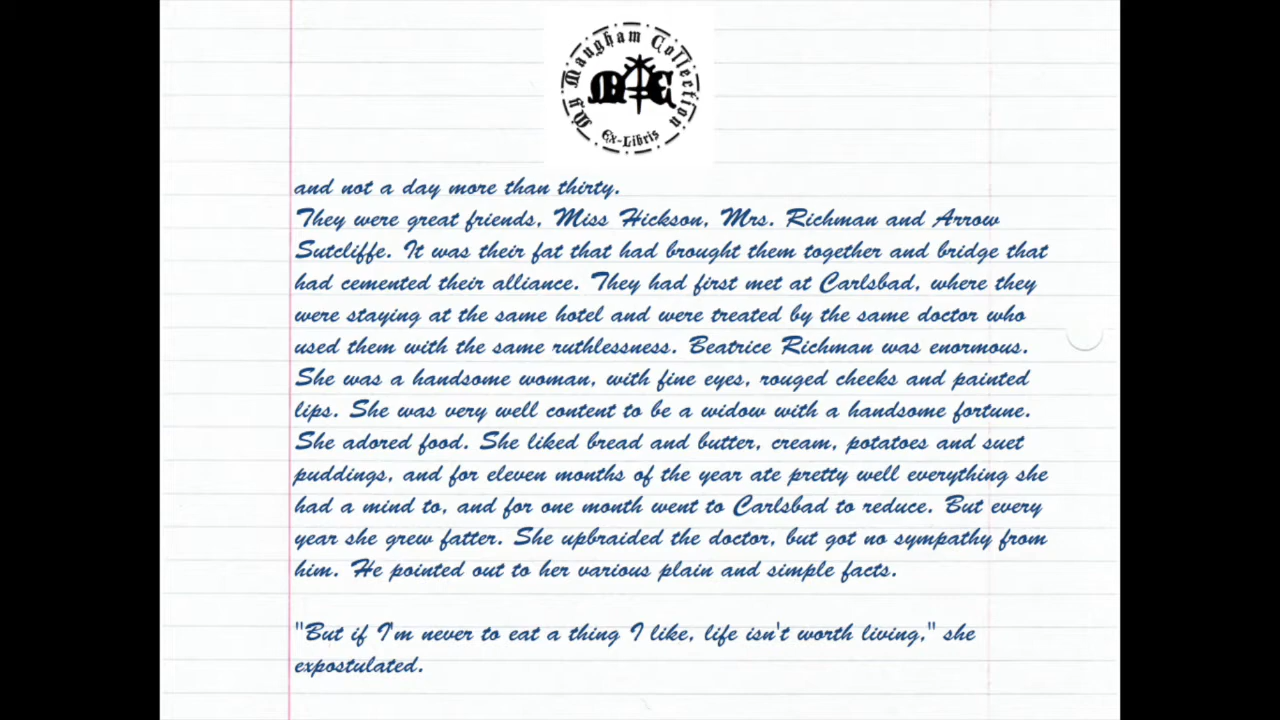 My Maugham Collection
Ex-Libris
and not a day more than thirty.
They were great friends, Miss Hickson, Mrs. Richman and Arrow
Sutcliffe. It was their fat that had brought them together and bridge that
had cemented their alliance. They had first met at Carlsbad, where they
were staying at the same hotel and were treated by the same doctor who
used them with the same ruthlessness. Beatrice Richman was enormous.
She was a handsome woman, with fine eyes, rouged cheeks and painted
lips. She was very well content to be a widow with a handsome fortune.
She adored food. She liked bread and butter, cream, potatoes and suet
puddings, and for eleven months of the year ate pretty well everything she
had a mind to, and for one month went to Carlsbad to reduce. But every
year she grew fatter. She upbraided the doctor, but got no sympathy from
him. He pointed out to her various plain and simple facts.
"But if I'm never to eat a thing I like, life isn't worth living," she
expostulated.